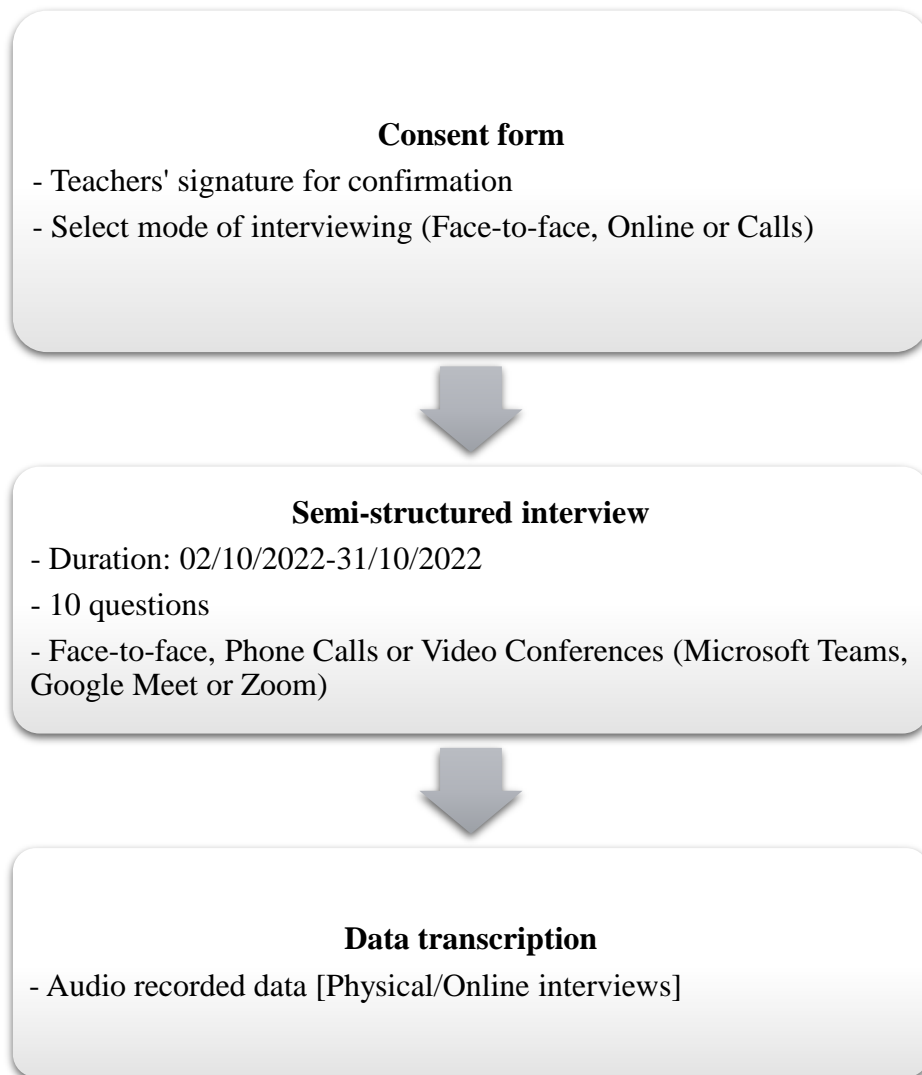 Consent form
- Teachers' signature for confirmation
- Select mode of interviewing (Face-to-face, Online or Calls)
Semi-structured interview
- Duration: 02/10/2022-31/10/2022
- 10 questions
- Face-to-face, Phone Calls or Video Conferences (Microsoft Teams,
Google Meet or Zoom)
Data transcription
- Audio recorded data [Physical/Online interviews]